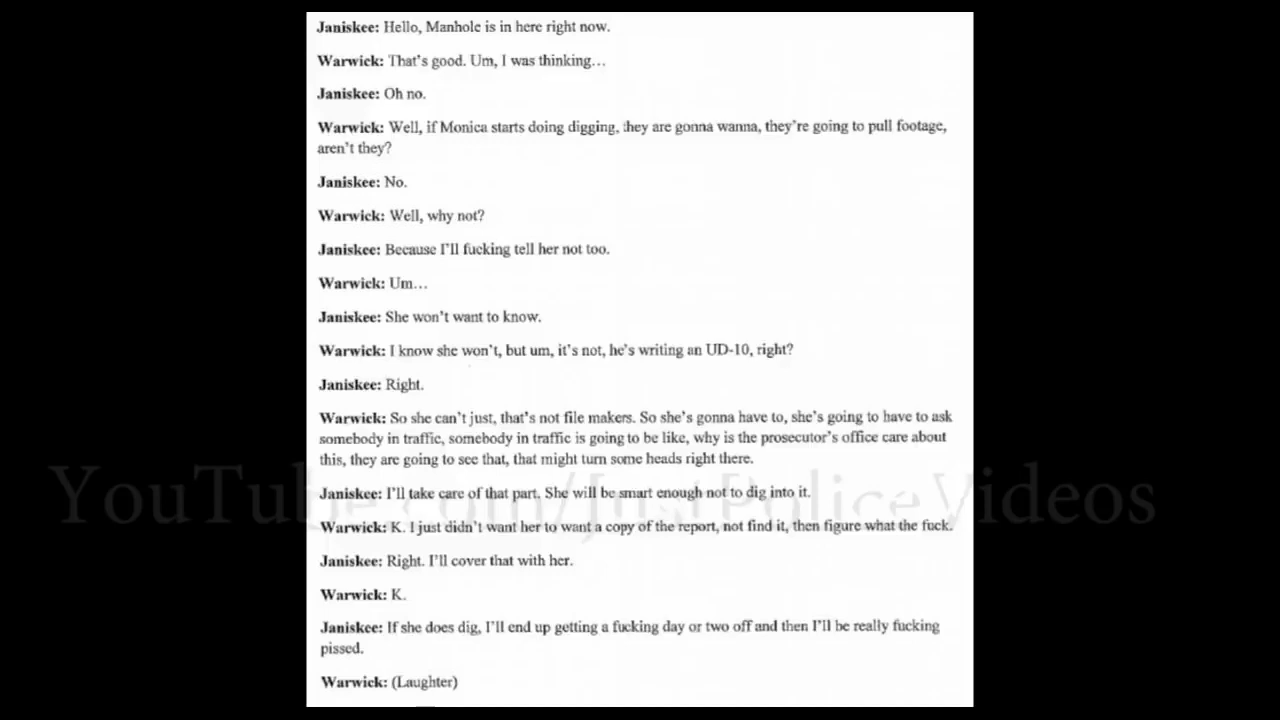 Janiskee: Hello, Manhole is in here right now.
Warwick: That's good. Um, I was thinking...
Janiskee: Oh no.
Warwick: Well, if Monica starts doing digging, they are gonna wanna, they're going to pull footage,
aren't they?
Janiskee: No.
Warwick: Well, why not?
Janiskee: Because I'll fucking tell her not too.
Warwick: Um...
Janiskee: She won't want to know.
Warwick: I know she won't, but um, it's not, he's writing an UD-10, right?
Janiskee: Right.
Warwick: So she can't just, that's not file makers. So she's gonna have to, she's going to have to ask
somebody in traffic, somebody in traffic is going to be like, why is the prosecutor's office care about
this, they are going to see that, that might turn some heads right there.
Janiskee: I'll take care of that part. She will be smart enough not to dig into it.
YouTube.com/JustPoliceVideos
Warwick: K. I just didn't want her to want a copy of the report, not find it, then figure what the fuck.
Janiskee: Right. I'll cover that with her.
Warwick: K.
Janiskee: If she does dig, I'll end up getting a fucking day or two off and then I'll be really fucking
pissed.
Warwick: (Laughter)